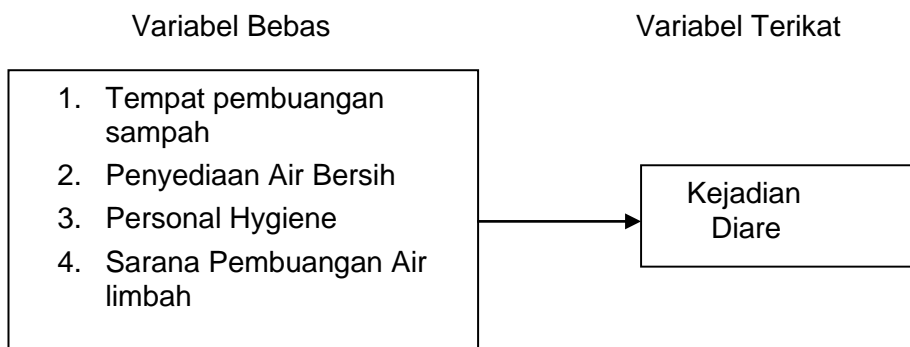 Variabel Bebas
Variabel Terikat
1. Tempat pembuangan
sampah
2. Penyediaan Air Bersih
3. Personal Hygiene
4. Sarana Pembuangan Air
limbah
Kejadian
Diare